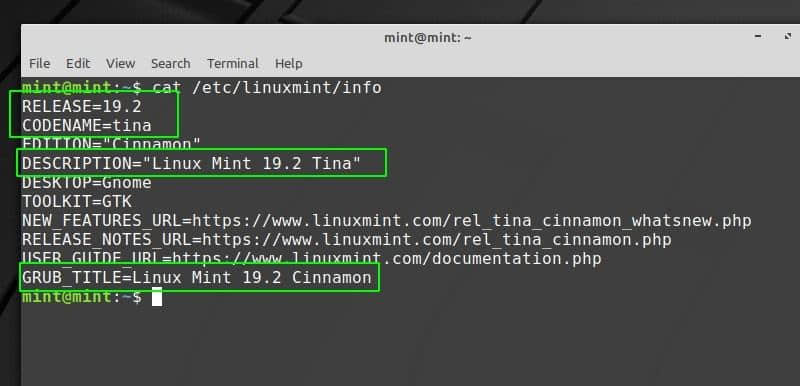 mint@mint: ~
File Edit View Search Terminal Help
mint@mint:~$ cat /etc/linuxmint/info
RELEASE=19.2
CODENAME=tina
EDITION="Cinnamon"
DESCRIPTION="Linux Mint 19.2 Tina"
DESKTOP=Gnome
TOOLKIT=GTK
NEW_FEATURES_URL=https://www.linuxmint.com/rel_tina_cinnamon_whatsnew.php
RELEASE_NOTES_URL=https://www.linuxmint.com/rel_tina_cinnamon.php
USER_GUIDE_URL=https://www.linuxmint.com/documentation.php
GRUB_TITLE=Linux Mint 19.2 Cinnamon
mint@mint:~$